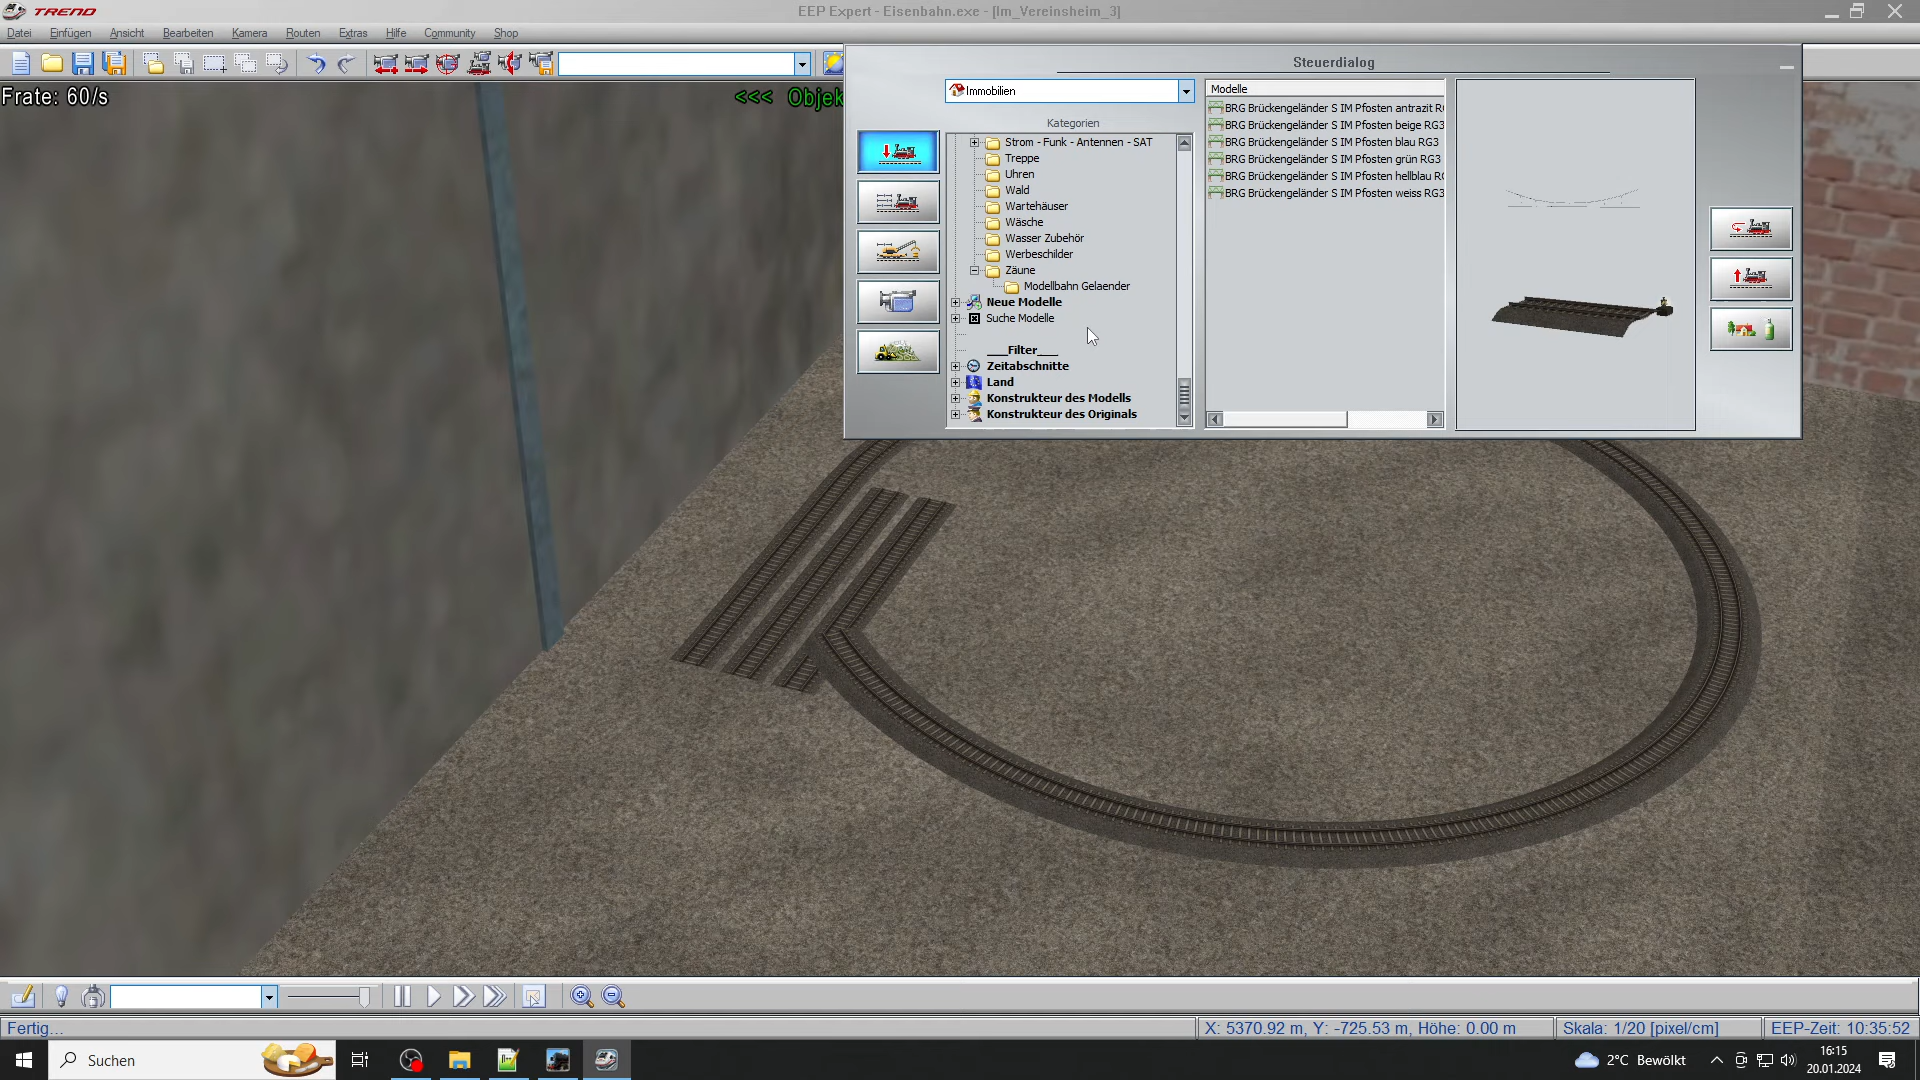 TREND
EEP Expert - Eisenbahn.exe - [Im_Vereinsheim_3]
Datei Einfügen Ansicht Bearbeiten Kamera Routen Extras Hilfe Community Shop
Steuerdialog
Frate: 60/s
<<< Objek
Immobilien
Kategorien
Strom - Funk - Antennen - SAT
Treppe
Uhren
Wald
Wartehäuser
Wäsche
Wasser Zubehör
Werbeschilder
Zäune
Modellbahn Gelaender
Neue Modelle
Suche Modelle
___Filter___
Zeitabschnitte
Land
Konstrukteur des Modells
Konstrukteur des Originals
Modelle
BRG Brückengeländer S IM Pfosten antrazit R
BRG Brückengeländer S IM Pfosten beige RG3
BRG Brückengeländer S IM Pfosten blau RG3
BRG Brückengeländer S IM Pfosten grün RG3
BRG Brückengeländer S IM Pfosten hellblau R
BRG Brückengeländer S IM Pfosten weiss RG3
Fertig...
X: 5370.92 m, Y: -725.53 m, Höhe: 0.00 m
Skala: 1/20 [pixel/cm]
EEP-Zeit: 10:35:52
Suchen
2°C Bewölkt
16:15
20.01.2024